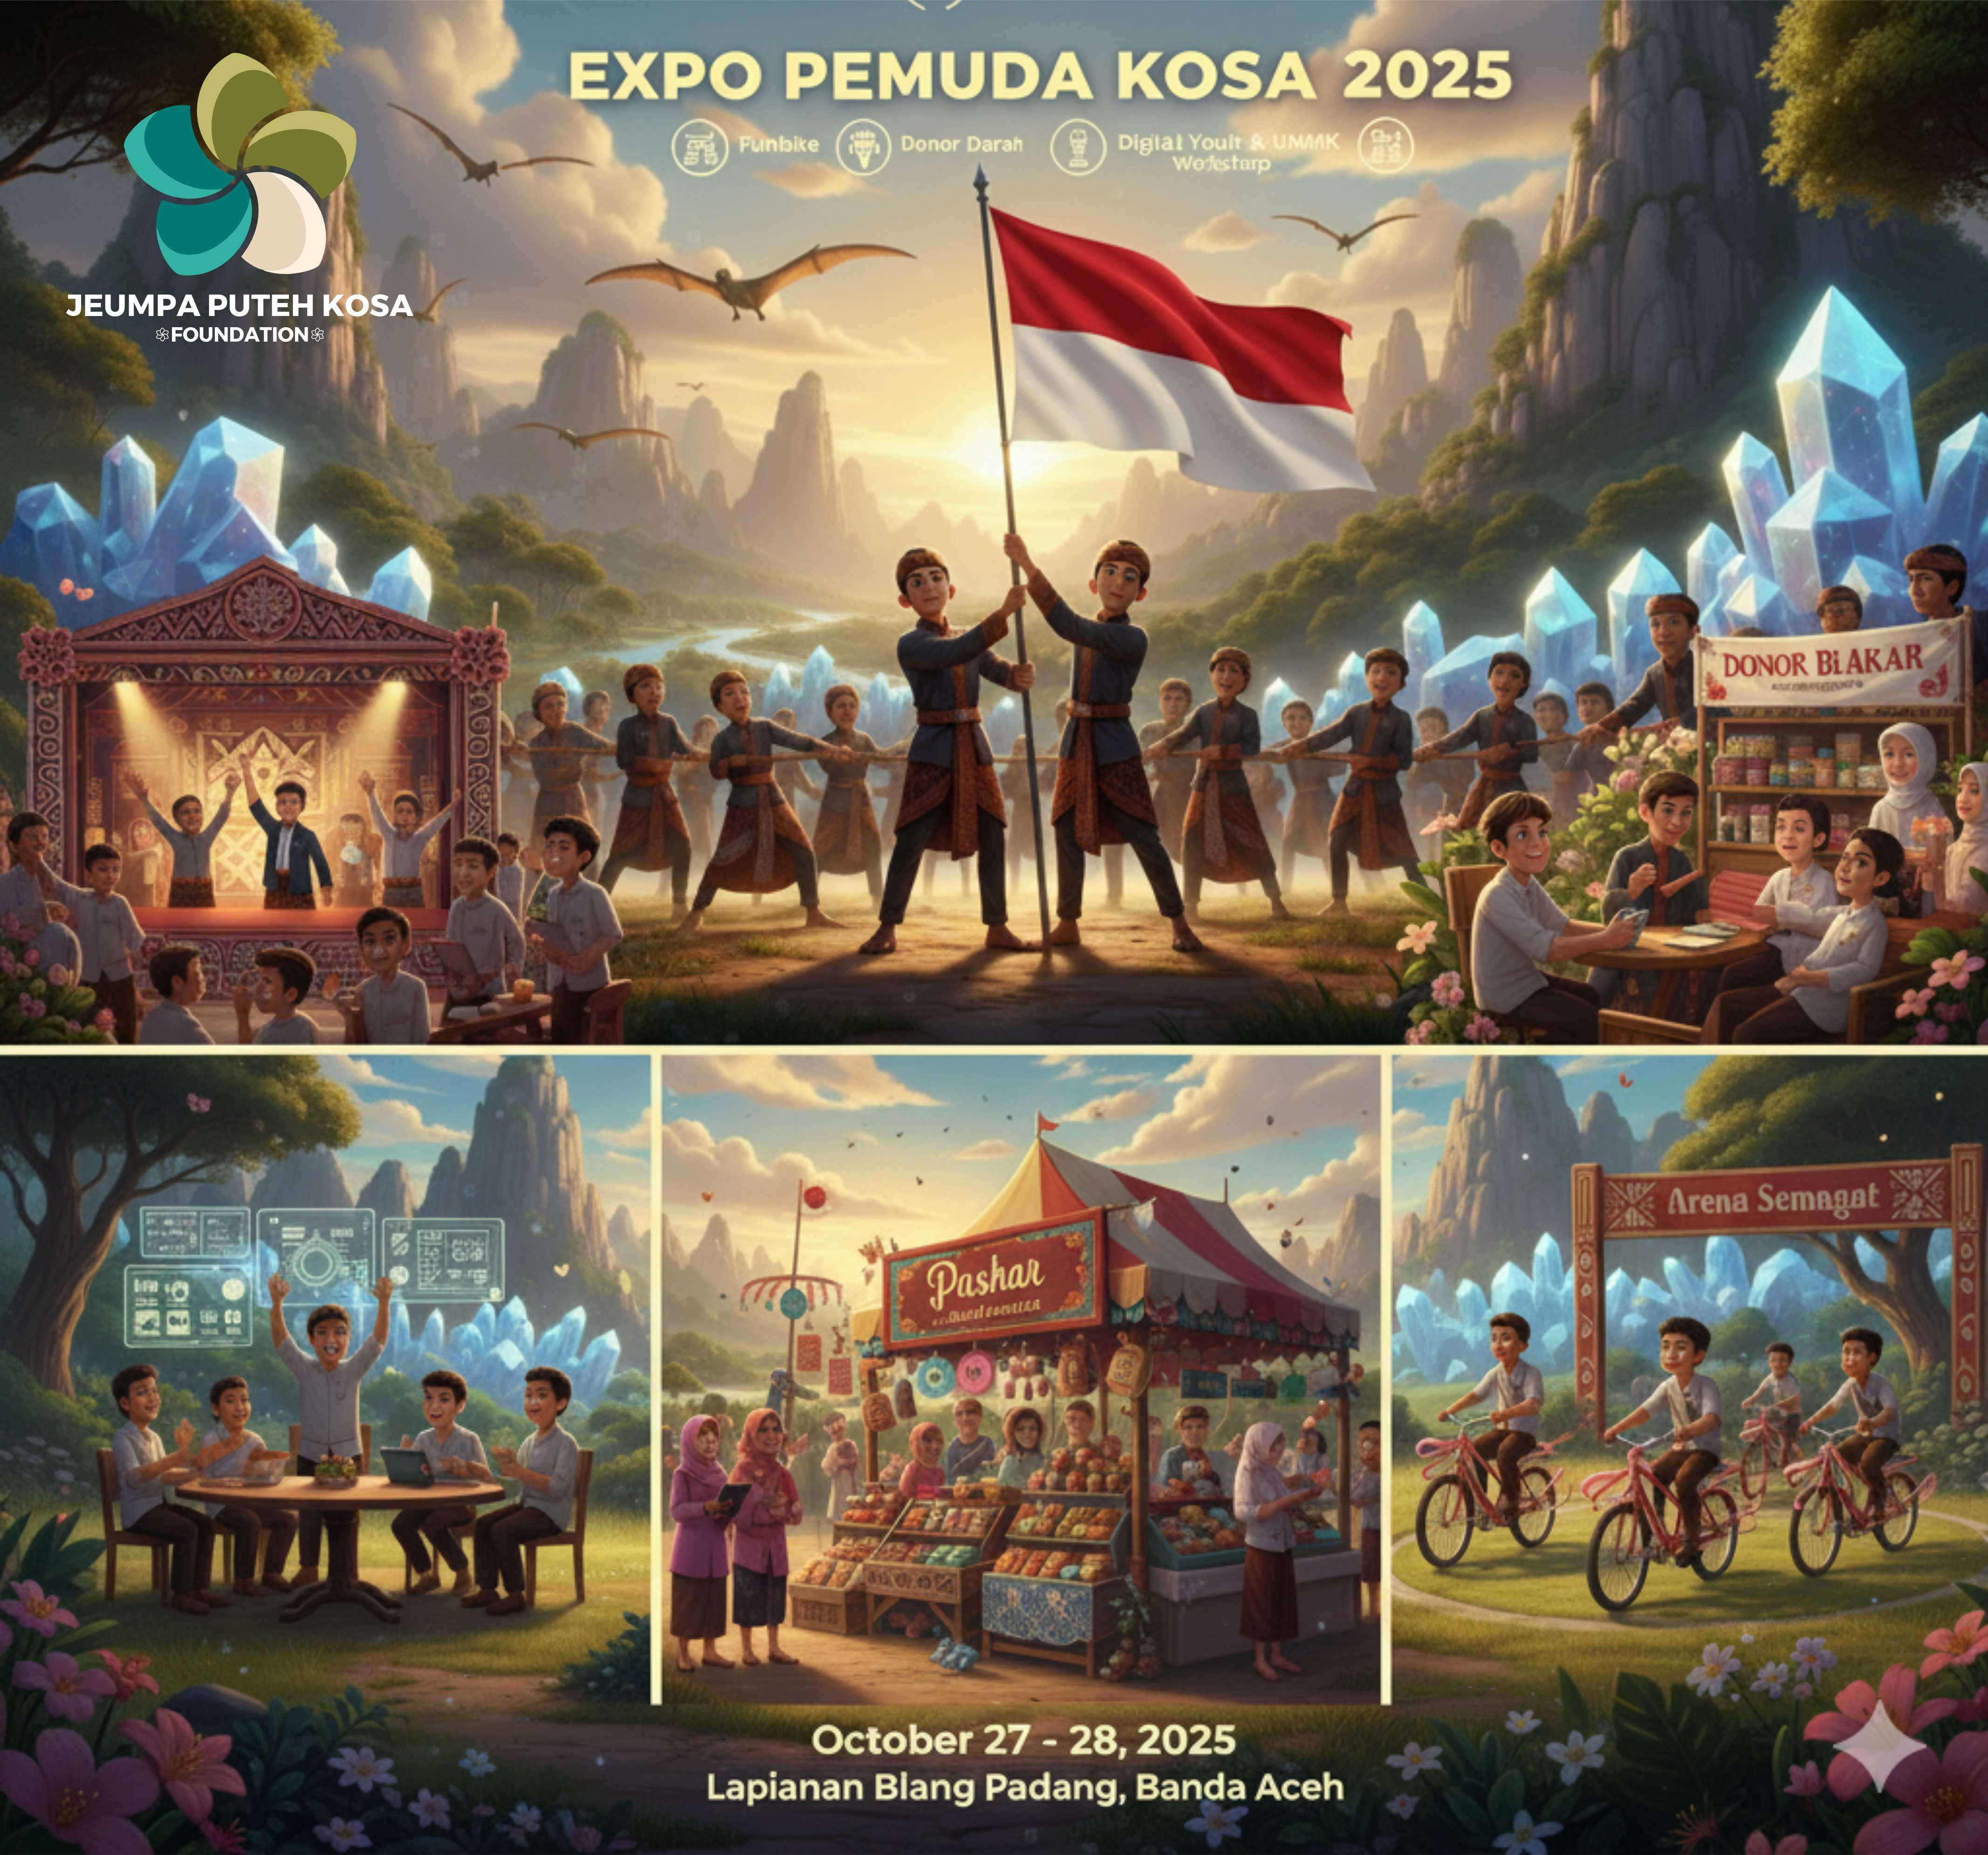 EXPO PEMUDA KOSA 2025
Funbike
Donor Darah
Digital Yoult & UMMK
JEUMPA PUTEH KOSA
FOUNDATION
DONOR BLAKAR
Pashar
Arena Semagat
October 27 - 28, 2025
Lapianan Blang Padang, Banda Aceh